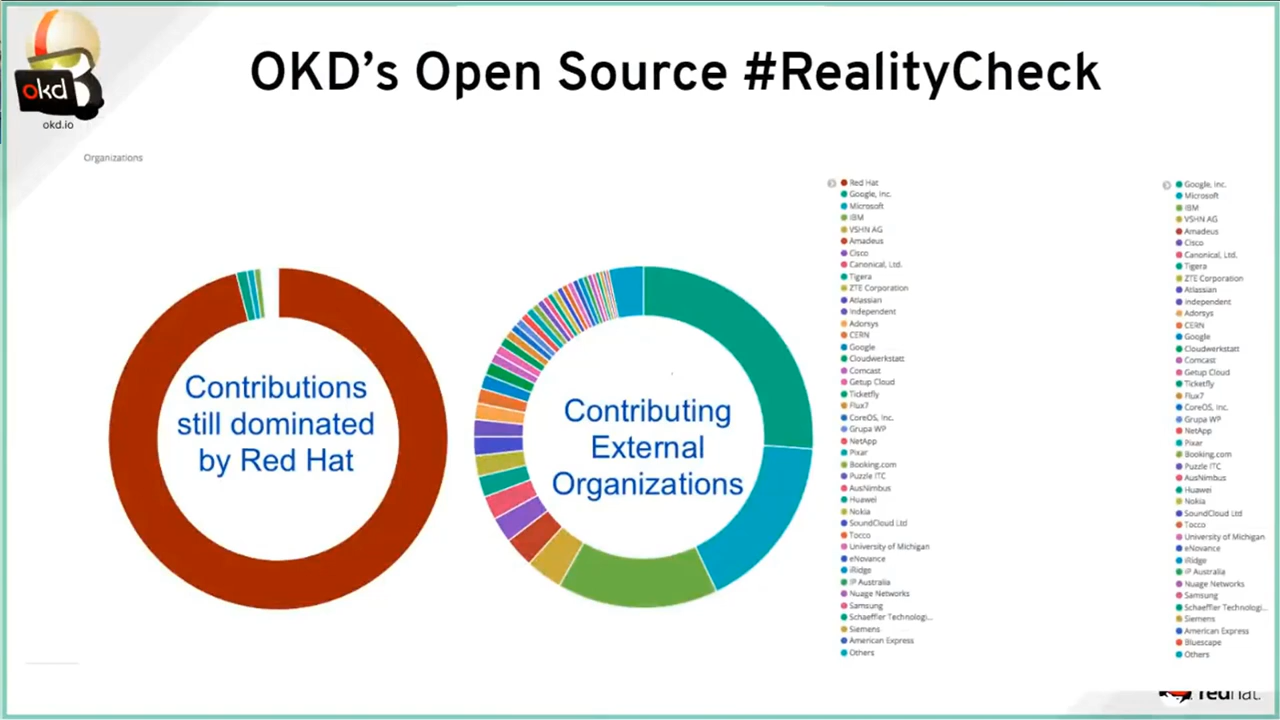 okd
okd.io
OKD's Open Source #RealityCheck
Organizations
Contributions
still dominated
by Red Hat
Contributing
External
Organizations
Red Hat
Google, Inc.
Microsoft
IBM
VSHN AG
Amadeus
Cisco
Canonical, Ltd.
Tigera
ZTE Corporation
Atlassian
Independent
Adorsys
CERN
Google
Cloudwerkstatt
Comcast
Getup Cloud
Ticketfly
Flux7
CoreOS, Inc.
Grupa WP
NetApp
Pixar
Booking.com
Puzzle ITC
AusNimbus
Huawei
Nokia
SoundCloud Ltd
Tocco
University of Michigan
eNovance
iRidge
IP Australia
Nuage Networks
Samsung
Schaeffler Technologi...
Siemens
American Express
Others
Google, Inc.
Microsoft
IBM
VSHN AG
Amadeus
Cisco
Canonical, Ltd.
Tigera
ZTE Corporation
Atlassian
Independent
Adorsys
CERN
Google
Cloudwerkstatt
Comcast
Getup Cloud
Ticketfly
Flux7
CoreOS, Inc.
Grupa WP
NetApp
Pixar
Booking.com
Puzzle ITC
AusNimbus
Huawei
Nokia
SoundCloud Ltd
Tocco
University of Michigan
eNovance
iRidge
IP Australia
Nuage Networks
Samsung
Schaeffler Technologi...
Siemens
American Express
Bluescape
Others
redhat.